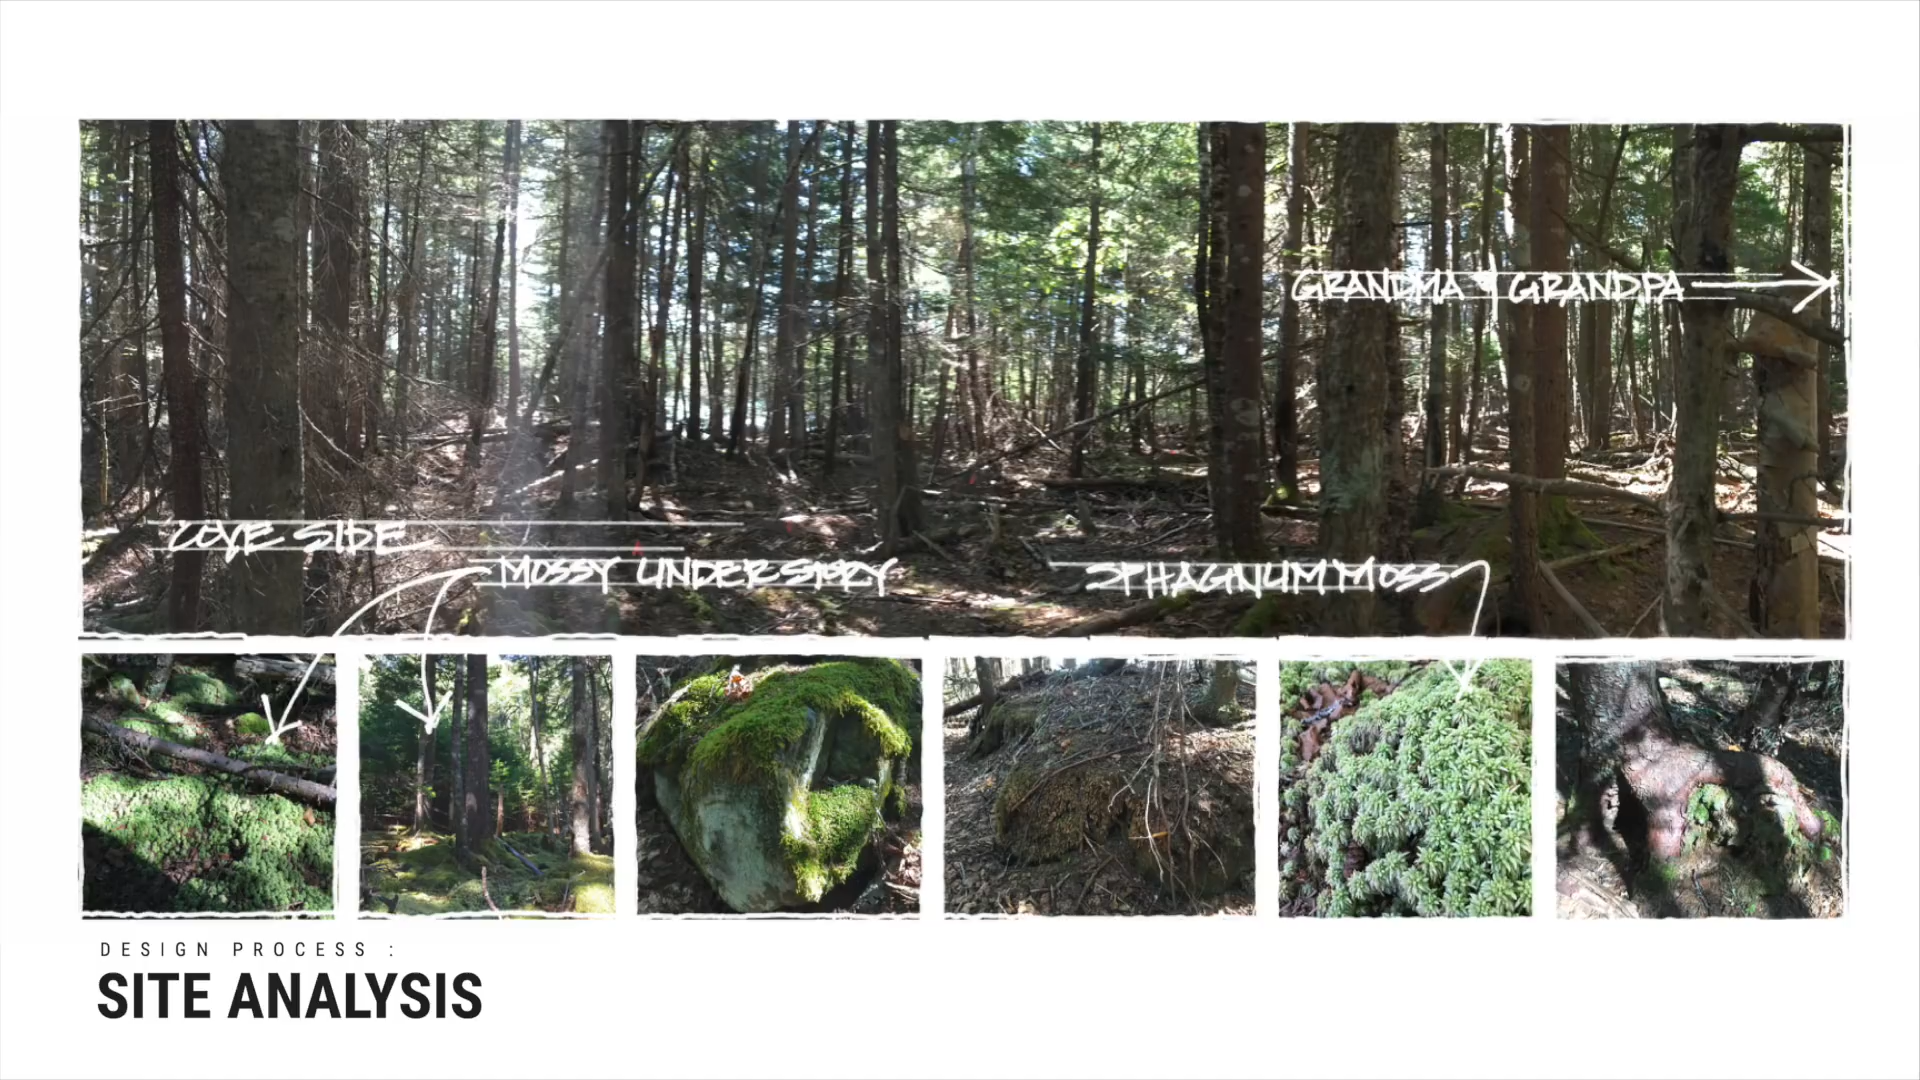 GRANDMA & GRANDPA
COVE SIDE
MOSSY UNDERSTORY
SPHAGNUM MOSS
DESIGN PROCESS :
SITE ANALYSIS